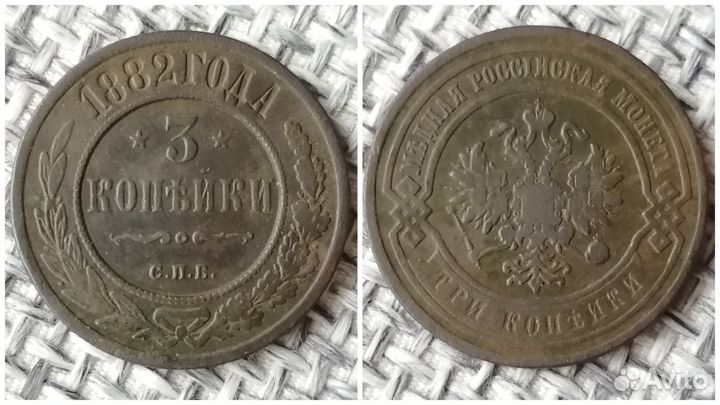 1882 ГОДА
3
КОПѢЙКИ
С.П.Б.
МѢДНАЯ РОССІЙСКАЯ МОНЕТА
ТРИ КОПѢЙКИ
Avito